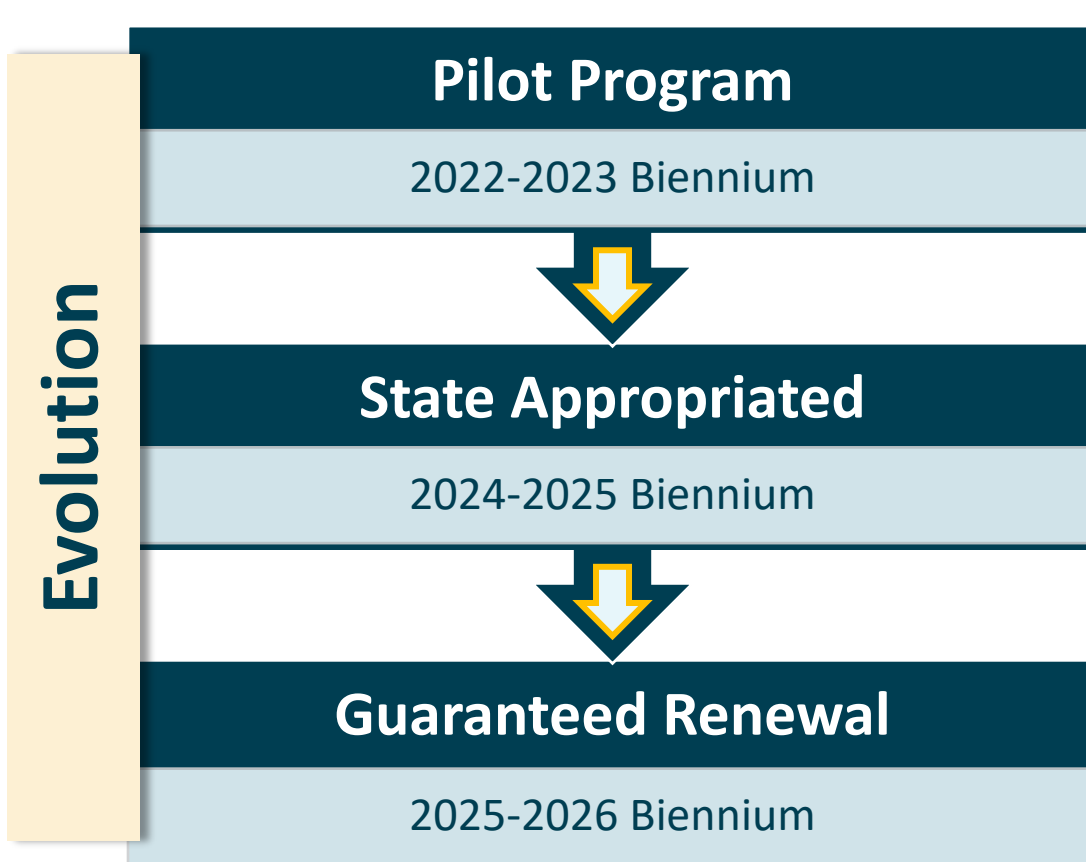 Evolution
Pilot Program
2022-2023 Biennium
State Appropriated
2024-2025 Biennium
Guaranteed Renewal
2025-2026 Biennium